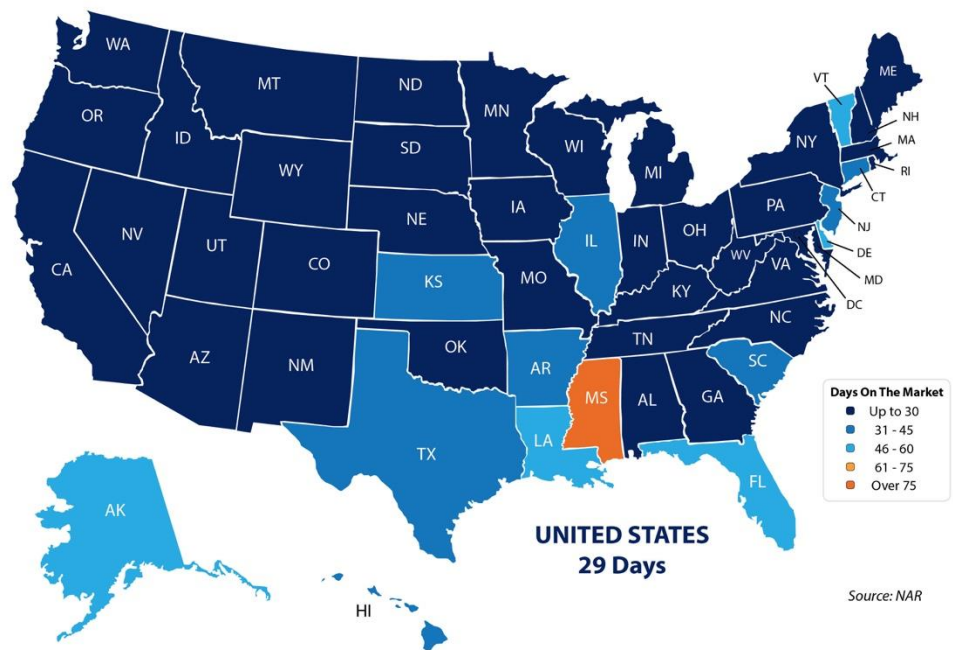 WA
MT
ND
MN
ME
VT
OR
ID
SD
WI
NY
NH
MA
WY
MI
RI
CT
IA
PA
NE
NV
UT
IL
IN
OH
NJ
CO
WV
DE
CA
KS
MO
VA
MD
KY
DC
NC
TN
AZ
NM
OK
AR
SC
MS
AL
GA
LA
TX
FL
AK
HI
Days On The Market
Up to 30
31 - 45
46 - 60
61 - 75
Over 75
UNITED STATES
29 Days
Source: NAR